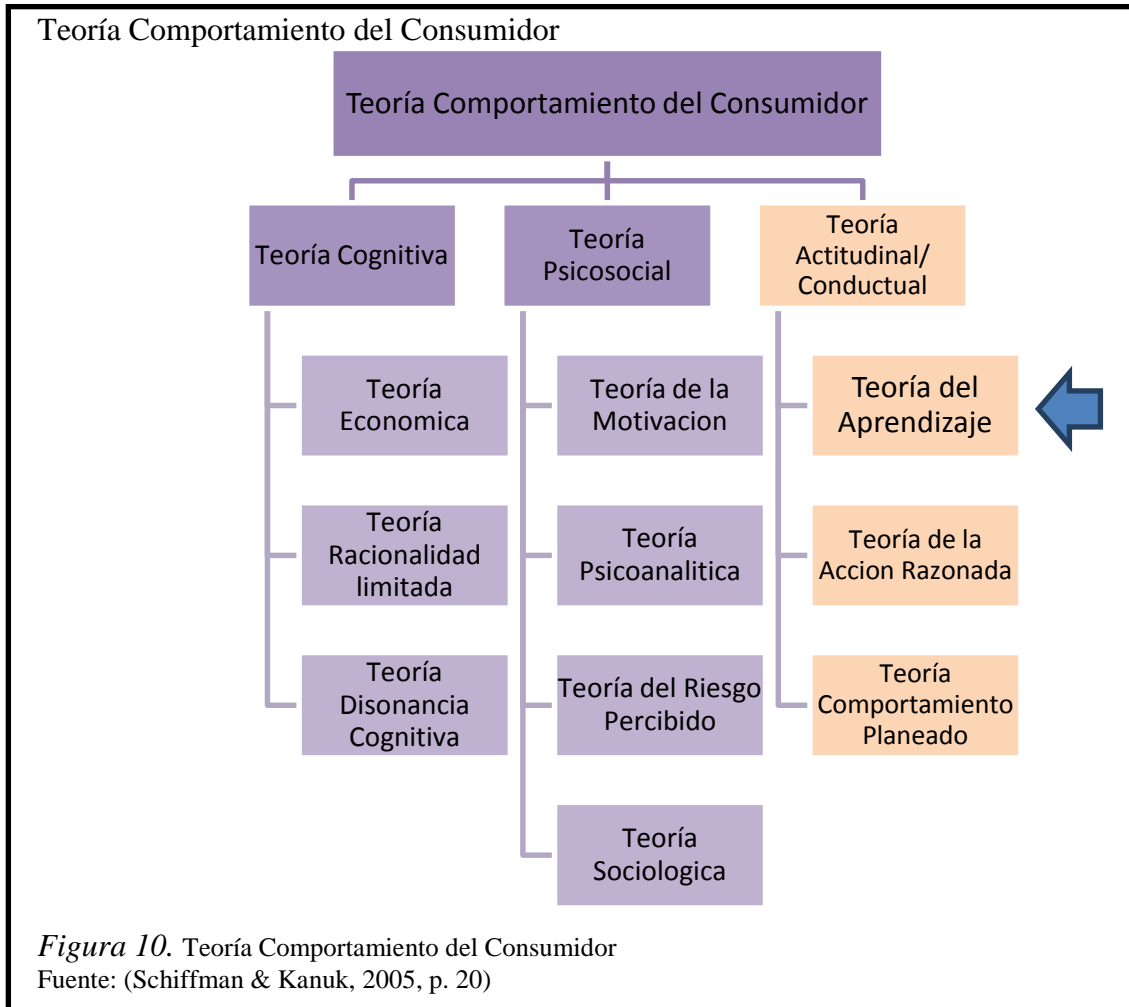 Teoría Comportamiento del Consumidor
Teoría Comportamiento del Consumidor
Teoría Cognitiva
Teoría
Economica
Teoría
Racionalidad
limitada
Teoría
Disonancia
Cognitiva
Teoría
Psicosocial
Teoría de la
Motivacion
Teoría
Psicoanalitica
Teoría del Riesgo
Percibido
Teoría
Sociologica
Teoría
Actitudinal/
Conductual
Teoría del
Aprendizaje
Teoría de la
Accion Razonada
Teoría
Comportamiento
Planeado
Figura 10. Teoría Comportamiento del Consumidor
Fuente: (Schiffman & Kanuk, 2005, p. 20)